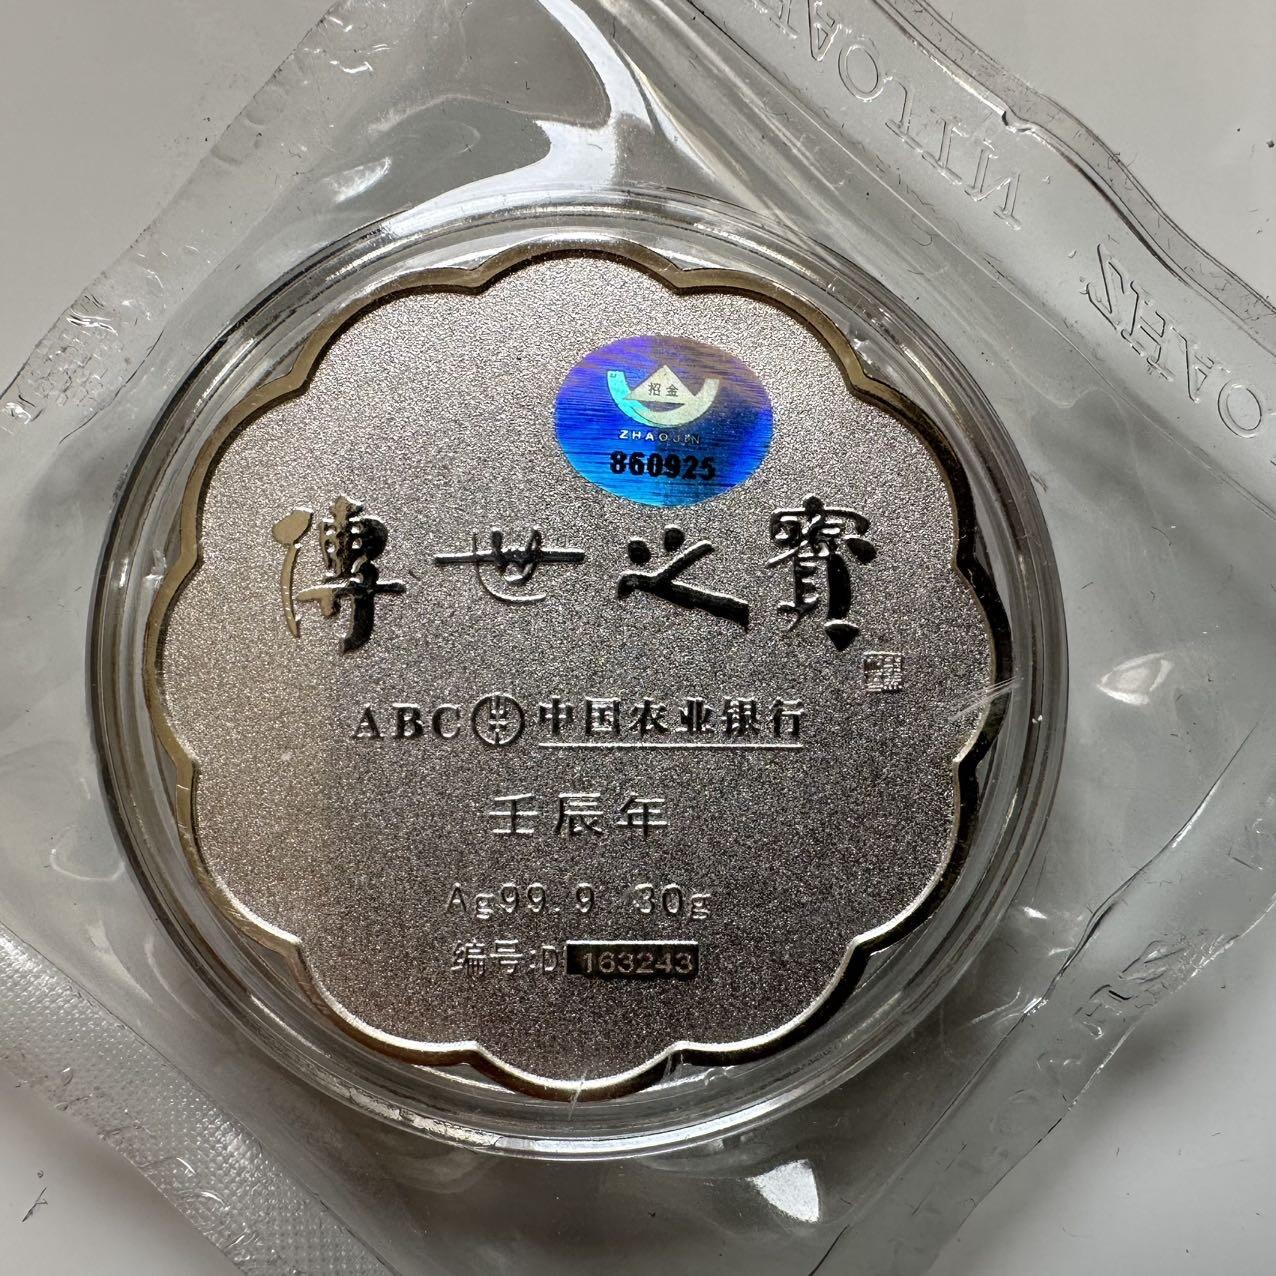 招金
ZHAOJIN
860925
傳世之寶
ABC 中国农业银行
壬辰年
Ag99.9 30g
编号:D 163243